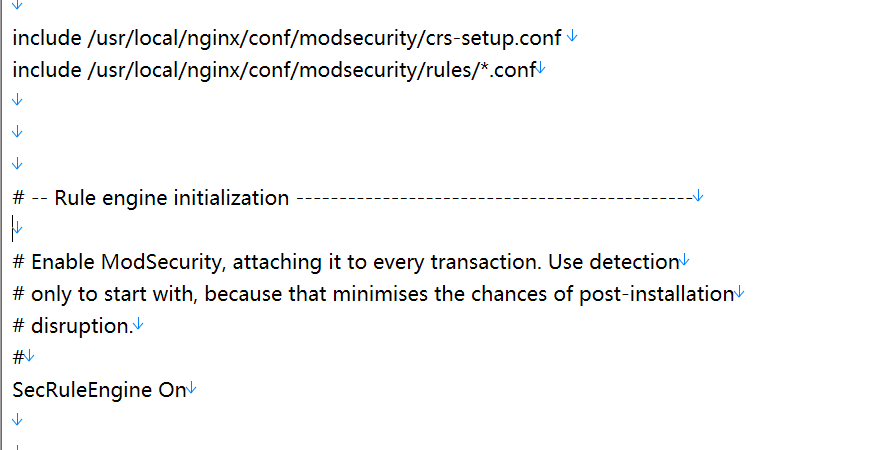 include /usr/local/nginx/conf/modsecurity/crs-setup.conf
include /usr/local/nginx/conf/modsecurity/rules/*.conf
# -- Rule engine initialization ----------------------------------------------
# Enable ModSecurity, attaching it to every transaction. Use detection
# only to start with, because that minimises the chances of post-installation
# disruption.
#
SecRuleEngine On